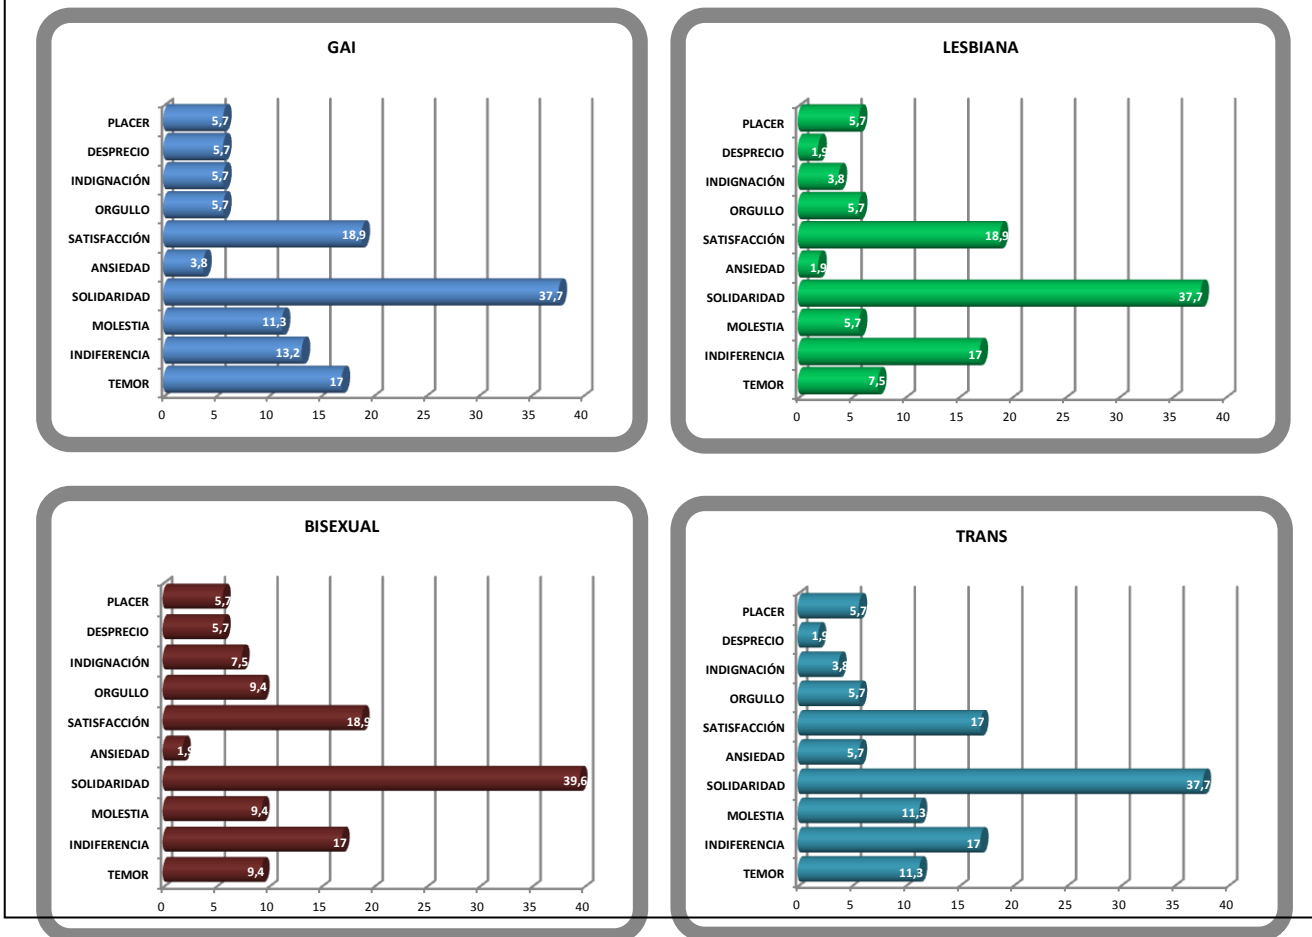 GAI
PLACER 5,7
DESPRECIO 5,7
INDIGNACIÓN 5,7
ORGULLO 5,7
SATISFACCIÓN 18,9
ANSIEDAD 3,8
SOLIDARIDAD 37,7
MOLESTIA 11,3
INDIFERENCIA 13,2
TEMOR 17
0 5 10 15 20 25 30 35 40
LESBIANA
PLACER 5,7
DESPRECIO 1,9
INDIGNACIÓN 3,8
ORGULLO 5,7
SATISFACCIÓN 18,9
ANSIEDAD 1,9
SOLIDARIDAD 37,7
MOLESTIA 5,7
INDIFERENCIA 17
TEMOR 7,5
0 5 10 15 20 25 30 35 40
BISEXUAL
PLACER 5,7
DESPRECIO 5,7
INDIGNACIÓN 7,5
ORGULLO 9,4
SATISFACCIÓN 18,9
ANSIEDAD 1,9
SOLIDARIDAD 39,6
MOLESTIA 9,4
INDIFERENCIA 17
TEMOR 9,4
0 5 10 15 20 25 30 35 40
TRANS
PLACER 5,7
DESPRECIO 1,9
INDIGNACIÓN 3,8
ORGULLO 5,7
SATISFACCIÓN 17
ANSIEDAD 5,7
SOLIDARIDAD 37,7
MOLESTIA 11,3
INDIFERENCIA 17
TEMOR 11,3
0 5 10 15 20 25 30 35 40